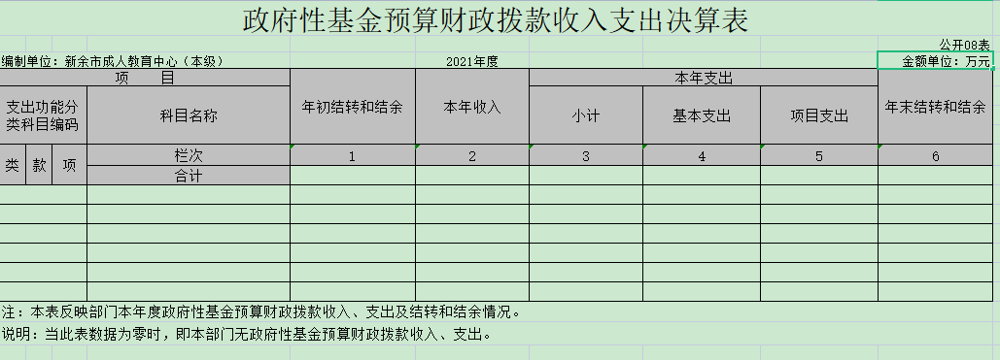 政府性基金预算财政拨款收入支出决算表
公开08表
编制单位：新余市成人教育中心（本级） 2021年度 金额单位：万元
项 目 年初结转和结余 本年收入 本年支出 年末结转和结余
支出功能分类科目编码 科目名称 小计 基本支出 项目支出
类 款 项 栏次 1 2 3 4 5 6
合计
注：本表反映部门本年度政府性基金预算财政拨款收入、支出及结转和结余情况。
说明：当此表数据为零时，即本部门无政府性基金预算财政拨款收入、支出。